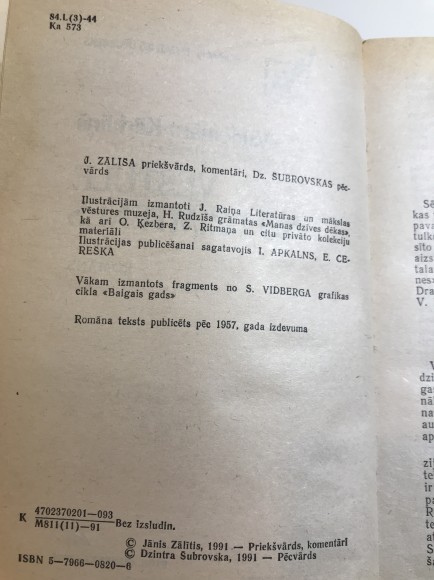 84.L(3)-44
Ka 573
J. ZĀLĪŠA priekšvārds, komentāri, Dz. ŠUBROVSKAS pēc-
vārds
Ilustrācijām izmantoti J. Raiņa Literatūras un mākslas
vēstures muzeja, H. Rudzīša grāmatas «Manas dzīves dēkas»,
kā arī O. Ķezbera, Z. Ritmaņa un citu privāto kolekciju
materiāli
Ilustrācijas publicēšanai sagatavojis I. APKALNS, E. CE-
REŠKA
Vākam izmantots fragments no S. VIDBERGA grafikas
cikla «Baigais gads»
Romāna teksts publicēts pēc 1957. gada izdevuma
K 4702370201—093
M811(11)—91 Bez izsludin.
© Jānis Zālītis, 1991 — Priekšvārds, komentāri
© Dzintra Šubrovska, 1991 — Pēcvārds
ISBN 5—7966—0820—6